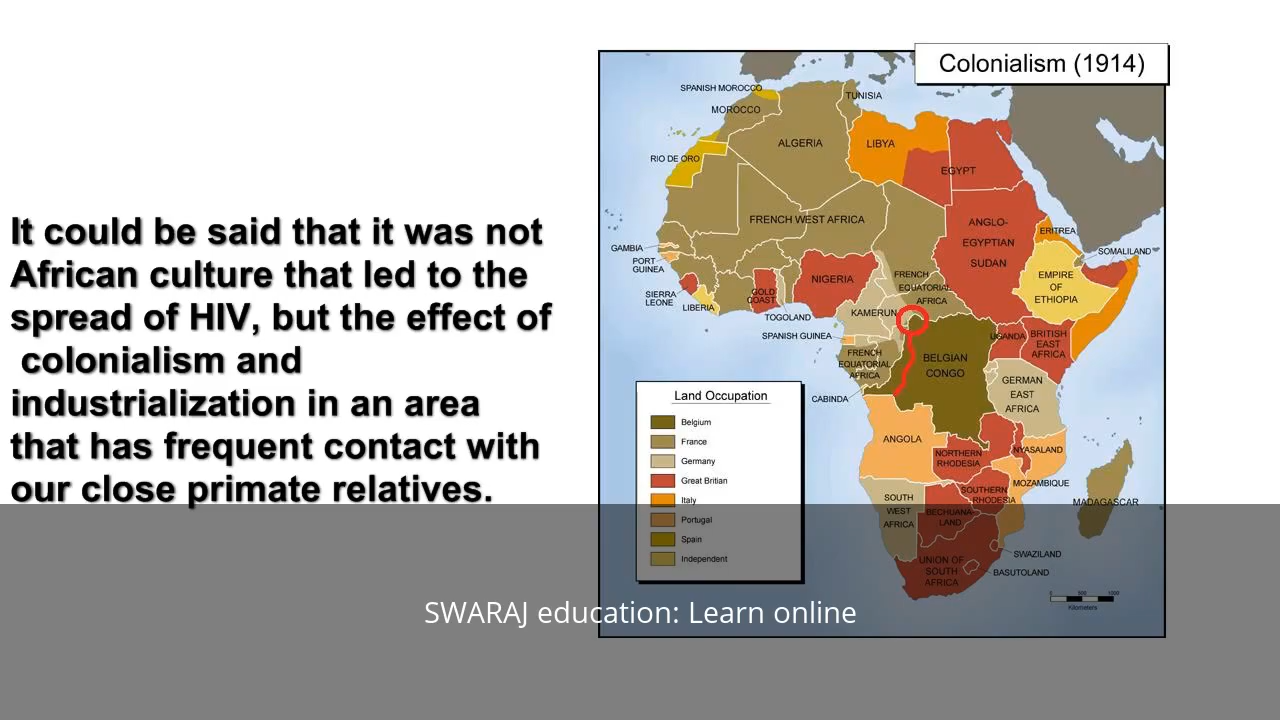 It could be said that it was not
African culture that led to the
spread of HIV, but the effect of
colonialism and
industrialization in an area
that has frequent contact with
our close primate relatives.
Colonialism (1914)
SPANISH MOROCCO
TUNISIA
MOROCCO
ALGERIA
LIBYA
EGYPT
RIO DE ORO
FRENCH WEST AFRICA
ANGLO-
EGYPTIAN
SUDAN
ERITREA
SOMALILAND
GAMBIA
PORT
GUINEA
SIERRA
LEONE
LIBERIA
GOLD
COAST
TOGOLAND
NIGERIA
FRENCH
EQUATORIAL
AFRICA
EMPIRE
OF
ETHIOPIA
KAMERUN
SPANISH GUINEA
UGANDA
BRITISH
EAST
AFRICA
FRENCH
EQUATORIAL
AFRICA
BELGIAN
CONGO
GERMAN
EAST
AFRICA
CABINDA
ANGOLA
NORTHERN
RHODESIA
NYASALAND
MOZAMBIQUE
SOUTHERN
RHODESIA
MADAGASCAR
SOUTH
WEST
AFRICA
BECHUANA-
LAND
SWAZILAND
UNION OF
SOUTH
AFRICA
BASUTOLAND
Land Occupation
Belgium
France
Germany
Great Britian
Italy
Portugal
Spain
Independent
0 500 1000
Kilometers
SWARAJ education: Learn online